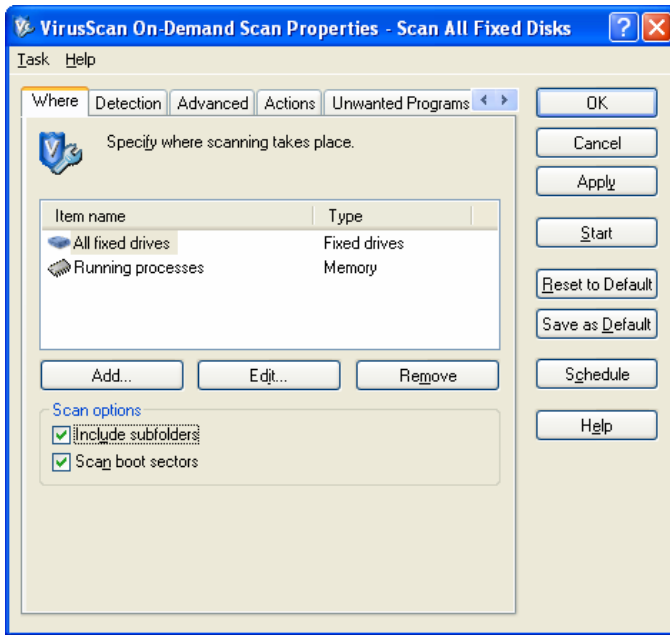 VirusScan On-Demand Scan Properties - Scan All Fixed Disks
Task Help
Where Detection Advanced Actions Unwanted Programs
Specify where scanning takes place.
Item name Type
All fixed drives Fixed drives
Running processes Memory
Add... Edit... Remove
Scan options
Include subfolders
Scan boot sectors
OK
Cancel
Apply
Start
Reset to Default
Save as Default
Schedule
Help